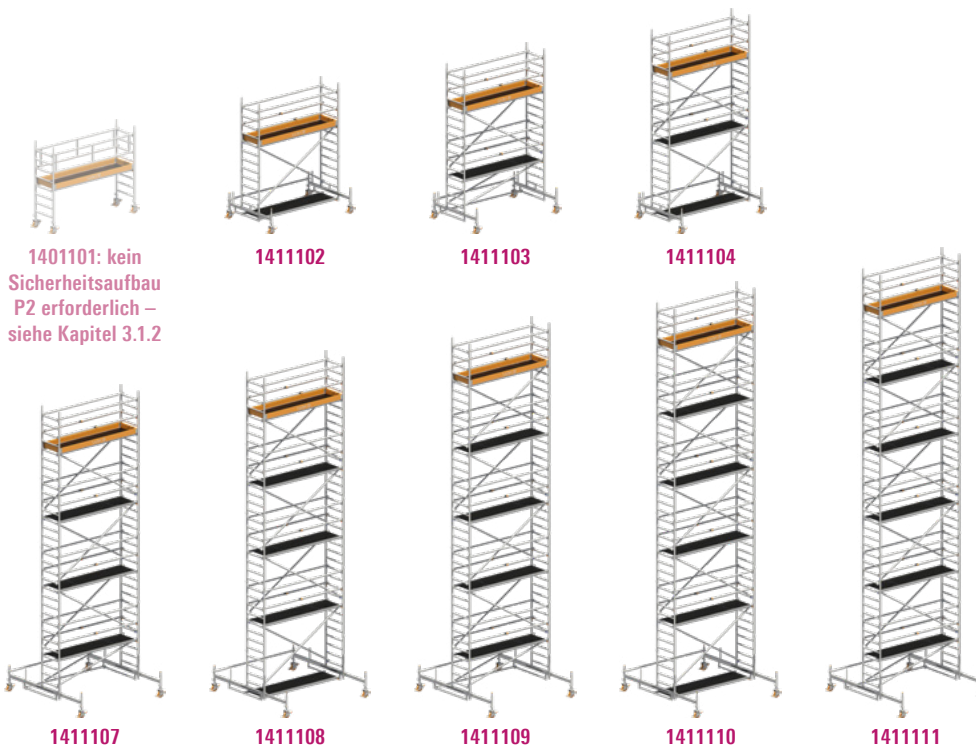 1401101: kein
Sicherheitsaufbau
P2 erforderlich –
siehe Kapitel 3.1.2
1411102
1411103
1411104
1411107
1411108
1411109
1411110
1411111